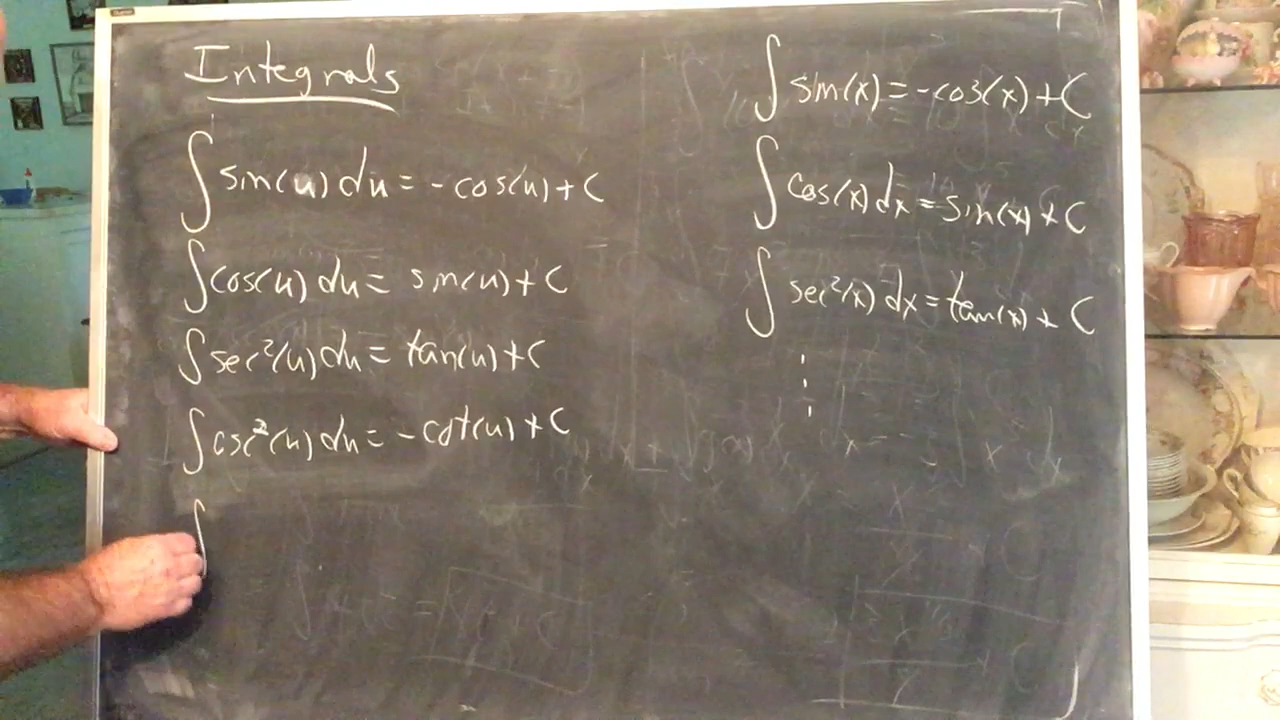 Integrals
∫ sin(u) du = - cos(u) + C
∫ cos(u) du = sin(u) + C
∫ sec²(u) du = tan(u) + C
∫ csc²(u) du = - cot(u) + C
∫
∫ sin(x) = - cos(x) + C
∫ cos(x) dx = sin(x) + C
∫ sec²(x) dx = tan(x) + C
⋮